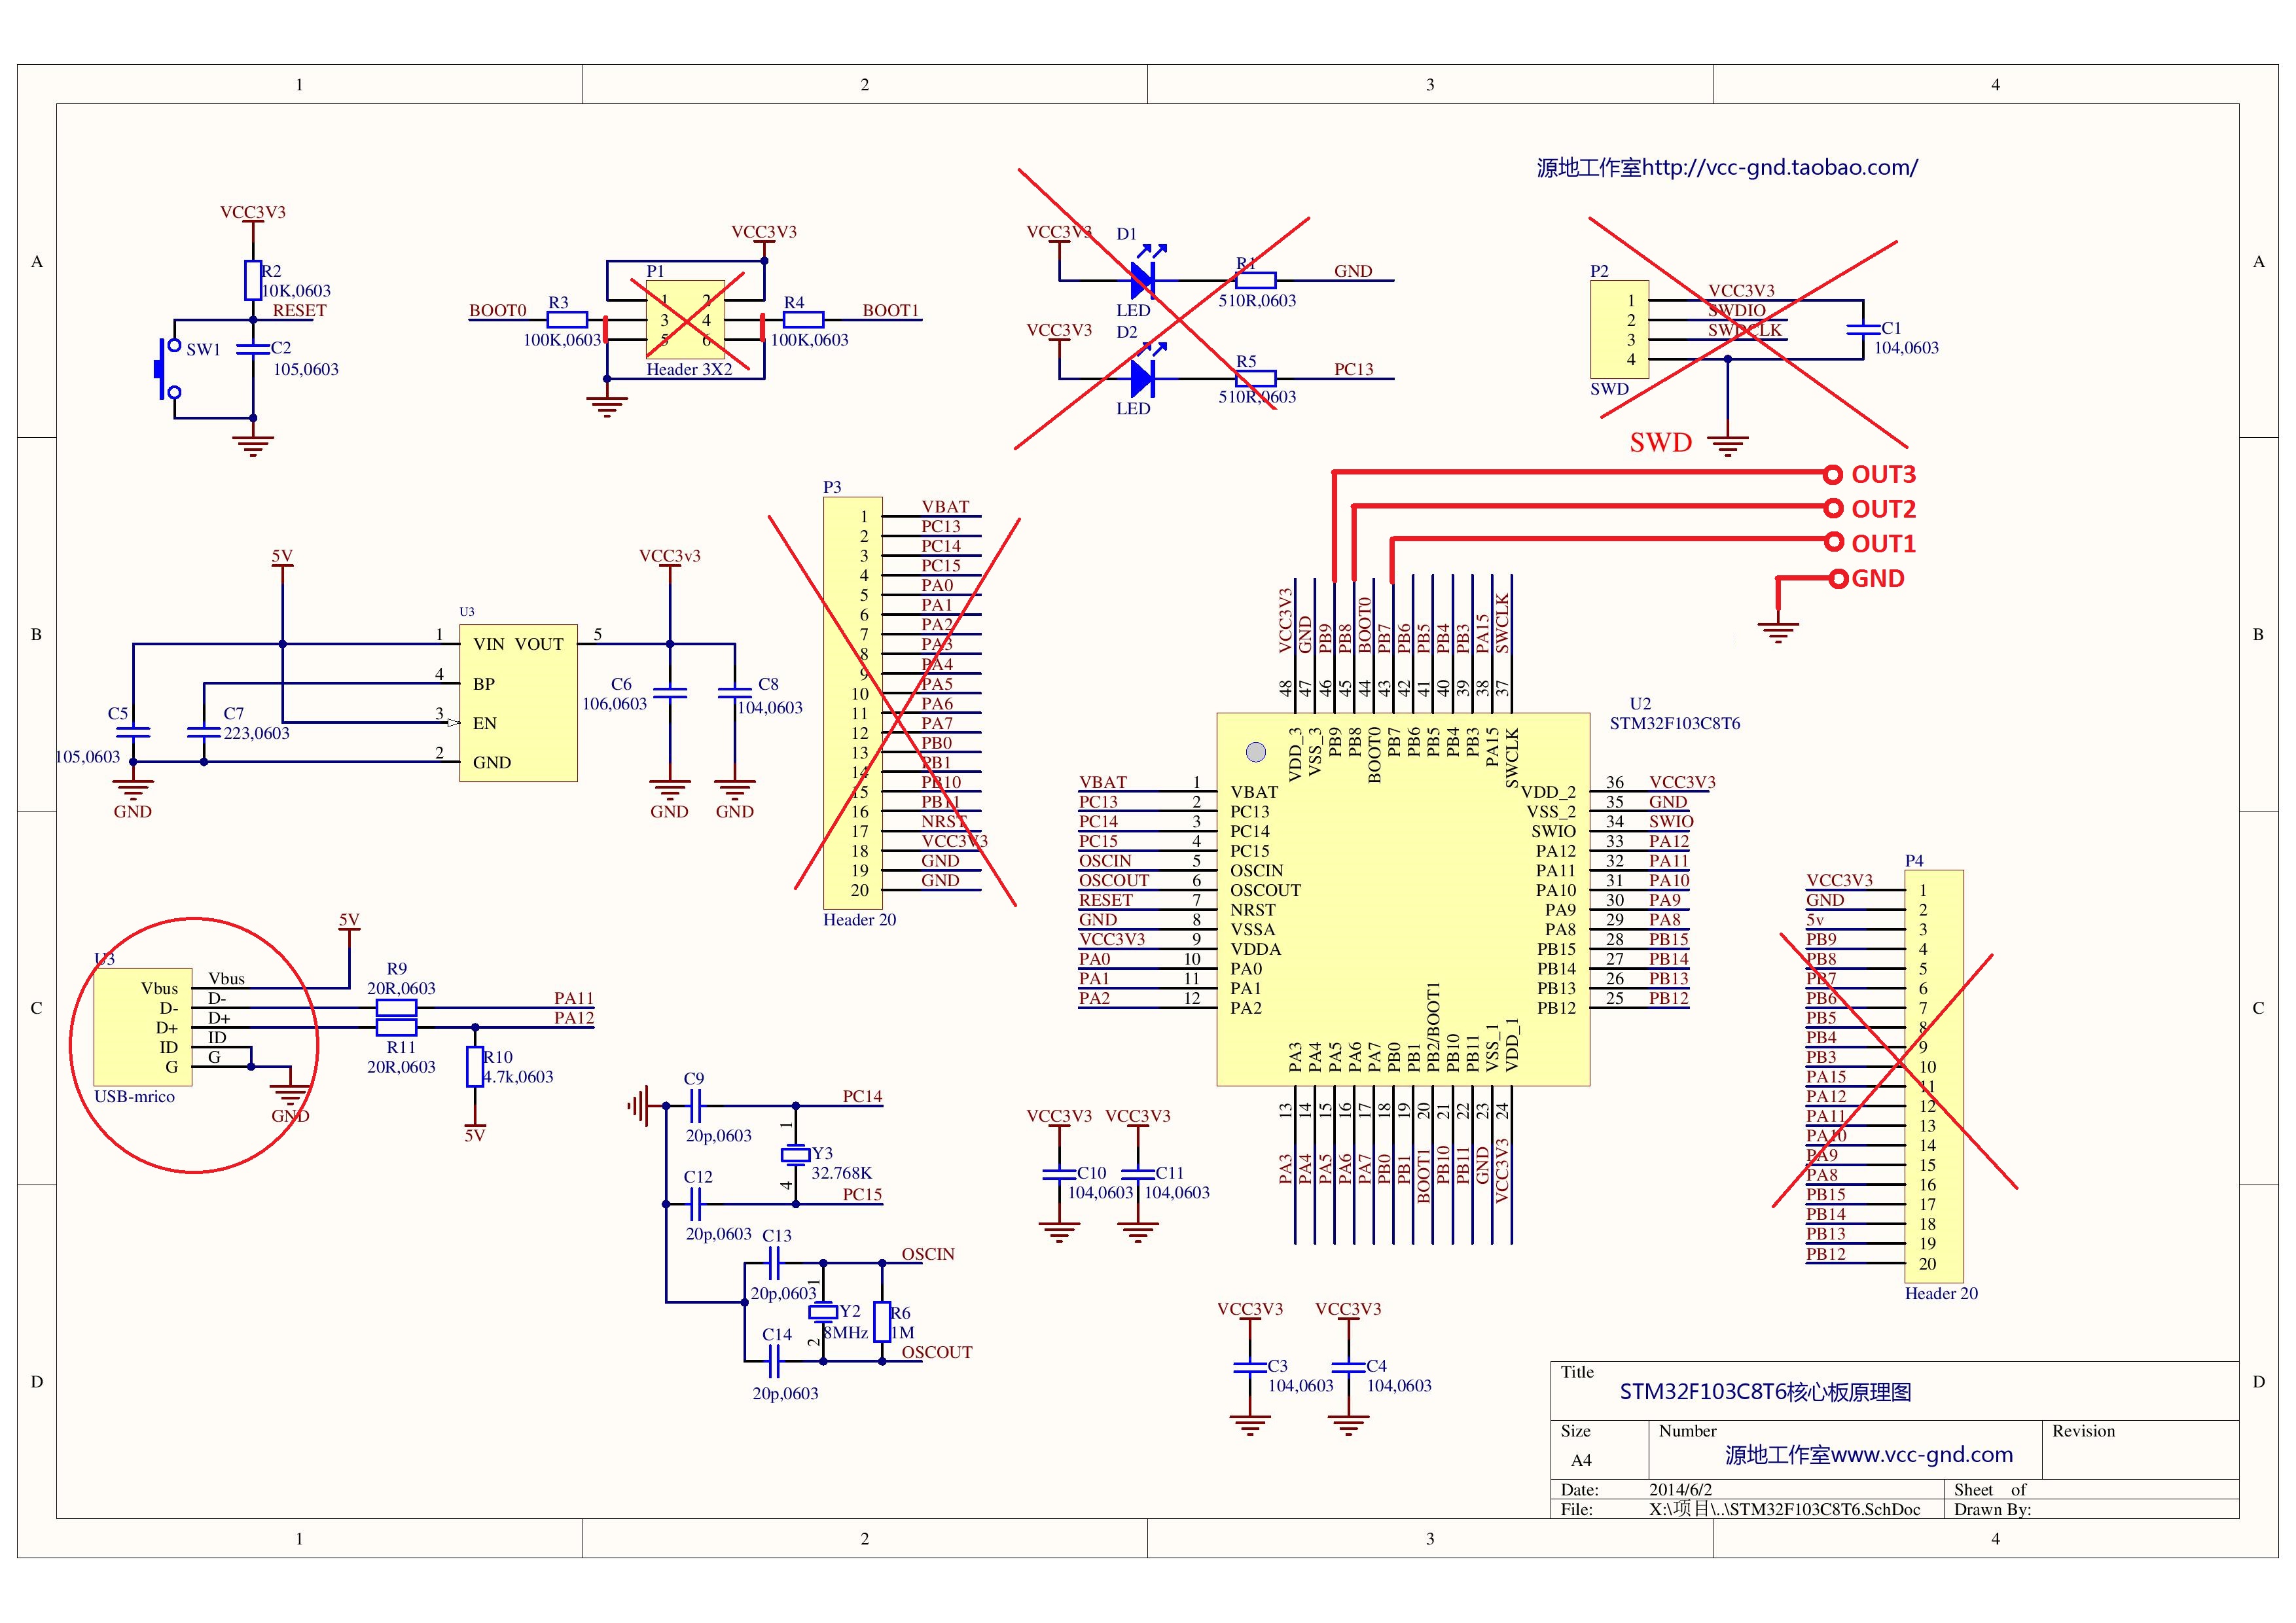 1 2 3 4
A A
B B
C C
D D
1 2 3 4
源地工作室http://vcc-gnd.taobao.com/
VCC3V3
R2
10K,0603
RESET
SW1
C2
105,0603
VCC3V3
P1
BOOT0
R3
100K,0603
1 2
3 4
5 6
R4
100K,0603
BOOT1
Header 3X2
VCC3V3
D1
LED
R1
510R,0603
GND
VCC3V3
D2
LED
R5
510R,0603
PC13
P2
1 VCC3V3
2 SWDIO
3 SWDCLK
4
SWD
C1
104,0603
SWD
OUT3
OUT2
OUT1
GND
5V
VCC3v3
U3
1 VIN VOUT 5
4 BP
3 EN
2 GND
C5
105,0603
C7
223,0603
C6
106,0603
C8
104,0603
GND
GND
GND
P3
1 VBAT
2 PC13
3 PC14
4 PC15
5 PA0
6 PA1
7 PA2
8 PA3
9 PA4
10 PA5
11 PA6
12 PA7
13 PB0
14 PB1
15 PB10
16 PB11
17 NRST
18 VCC3V3
19 GND
20 GND
Header 20
U3
Vbus Vbus
D- D-
D+ D+
ID ID
G G
USB-mrico
GND
5V
R9
20R,0603
R11
20R,0603
PA11
PA12
R10
4.7k,0603
5V
C9
20p,0603
PC14
1
Y3
32.768K
4
C12
20p,0603
PC15
C13
20p,0603
OSCIN
1
Y2
8MHz
2
R6
1M
C14
20p,0603
OSCOUT
VCC3V3 VCC3V3
C10
104,0603
C11
104,0603
VCC3V3 VCC3V3
C3
104,0603
C4
104,0603
U2
STM32F103C8T6
VCC3V3 48 VDD_3
GND 47 VSS_3
PB9 46 PB9
PB8 45 PB8
BOOT0 44 BOOT0
PB7 43 PB7
PB6 42 PB6
PB5 41 PB5
PB4 40 PB4
PB3 39 PB3
PA15 38 PA15
SWCLK 37 SWCLK
VBAT 1 VBAT
PC13 2 PC13
PC14 3 PC14
PC15 4 PC15
OSCIN 5 OSCIN
OSCOUT 6 OSCOUT
RESET 7 NRST
GND 8 VSSA
VCC3V3 9 VDDA
PA0 10 PA0
PA1 11 PA1
PA2 12 PA2
VDD_2 36 VCC3V3
VSS_2 35 GND
SWIO 34 SWIO
PA12 33 PA12
PA11 32 PA11
PA10 31 PA10
PA9 30 PA9
PA8 29 PA8
PB15 28 PB15
PB14 27 PB14
PB13 26 PB13
PB12 25 PB12
PA3 13 PA3
PA4 14 PA4
PA5 15 PA5
PA6 16 PA6
PA7 17 PA7
PB0 18 PB0
PB1 19 PB1
PB2/BOOT1 20 BOOT1
PB10 21 PB10
PB11 22 PB11
VSS_1 23 GND
VDD_1 24 VCC3V3
P4
VCC3V3 1
GND 2
5v 3
PB9 4
PB8 5
PB7 6
PB6 7
PB5 8
PB4 9
PB3 10
PA15 11
PA12 12
PA11 13
PA10 14
PA9 15
PA8 16
PB15 17
PB14 18
PB13 19
PB12 20
Header 20
Title
STM32F103C8T6核心板原理图
Size Number Revision
A4 源地工作室www.vcc-gnd.com
Date: 2014/6/2 Sheet of
File: X:\项目\..\STM32F103C8T6.SchDoc Drawn By: